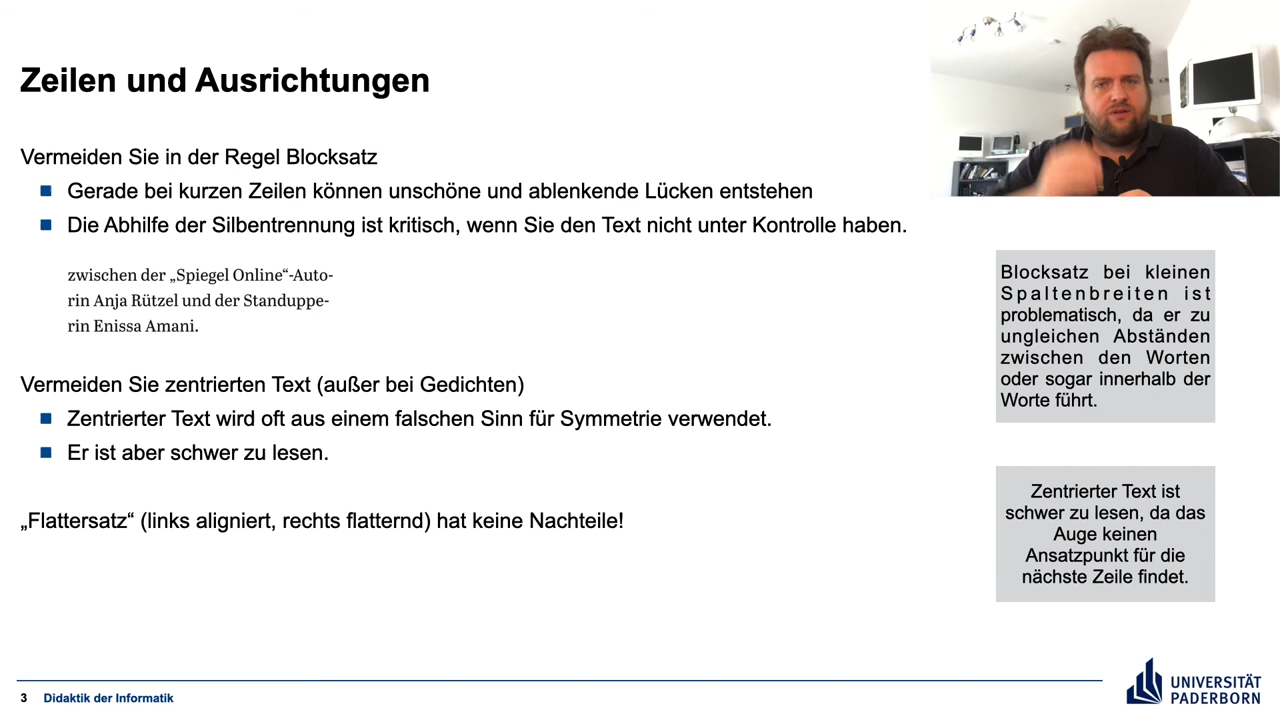 Zeilen und Ausrichtungen
Vermeiden Sie in der Regel Blocksatz
Gerade bei kurzen Zeilen können unschöne und ablenkende Lücken entstehen
Die Abhilfe der Silbentrennung ist kritisch, wenn Sie den Text nicht unter Kontrolle haben.
zwischen der „Spiegel Online“-Auto-
rin Anja Rützel und der Standuppe-
rin Enissa Amani.
Vermeiden Sie zentrierten Text (außer bei Gedichten)
Zentrierter Text wird oft aus einem falschen Sinn für Symmetrie verwendet.
Er ist aber schwer zu lesen.
„Flattersatz“ (links aligniert, rechts flatternd) hat keine Nachteile!
Blocksatz bei kleinen
Spaltenbreiten ist
problematisch, da er zu
ungleichen Abständen
zwischen den Worten
oder sogar innerhalb der
Worte führt.
Zentrierter Text ist
schwer zu lesen, da das
Auge keinen
Ansatzpunkt für die
nächste Zeile findet.
3 Didaktik der Informatik
UNIVERSITÄT
PADERBORN